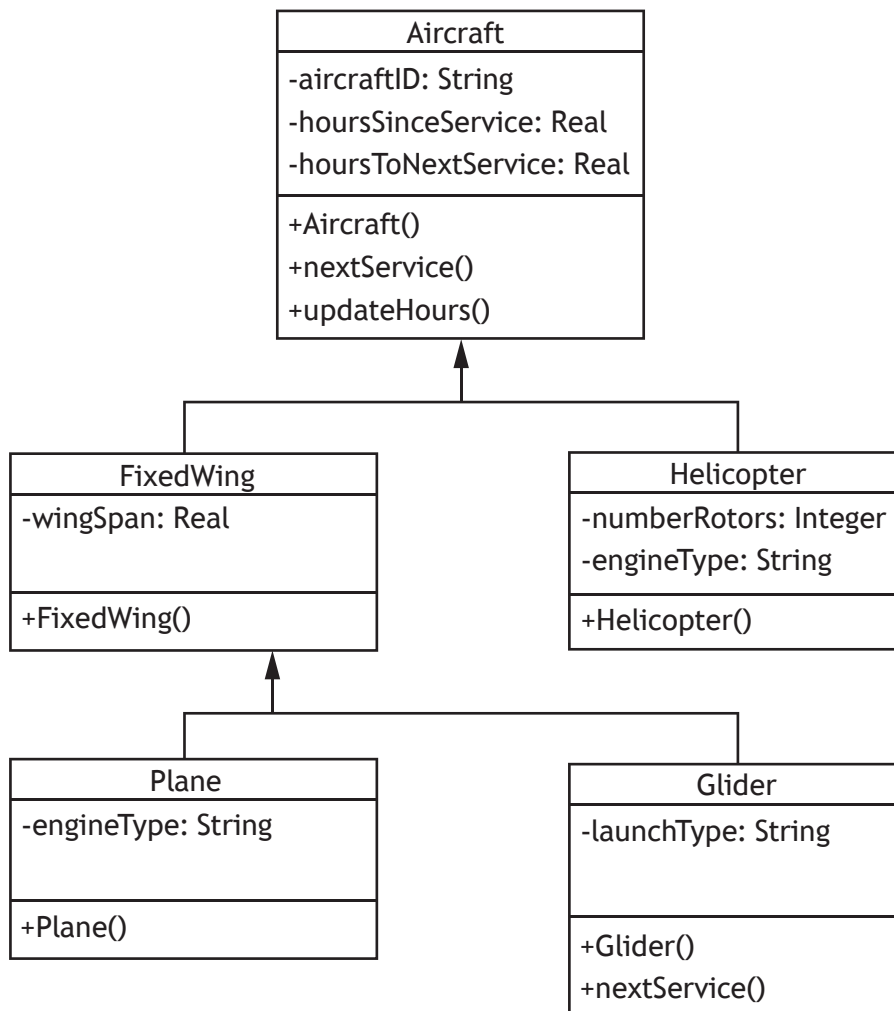 Aircraft
-aircraftID: String
-hoursSinceService: Real
-hoursToNextService: Real
+Aircraft()
+nextService()
+updateHours()
FixedWing
-wingSpan: Real
+FixedWing()
Helicopter
-numberRotors: Integer
-engineType: String
+Helicopter()
Plane
-engineType: String
+Plane()
Glider
-launchType: String
+Glider()
+nextService()